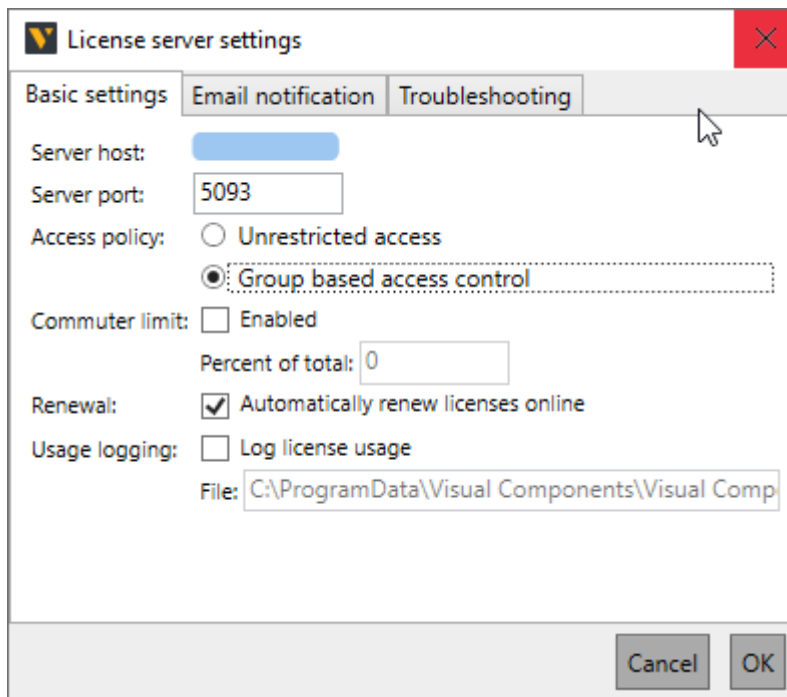 License server settings
Basic settings Email notification Troubleshooting
Server host:
Server port: 5093
Access policy: Unrestricted access
Group based access control
Commuter limit: Enabled
Percent of total: 0
Renewal: Automatically renew licenses online
Usage logging: Log license usage
File: C:\ProgramData\Visual Components\Visual Comp
Cancel OK